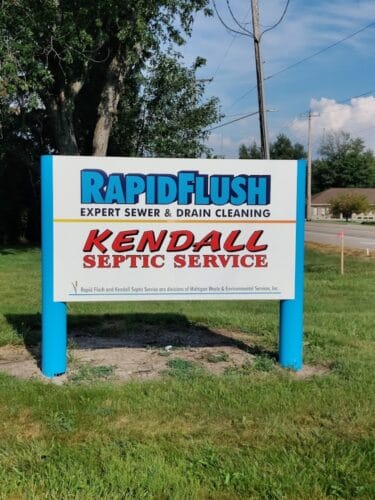 RAPIDFLUSH
EXPERT SEWER & DRAIN CLEANING
KENDALL
SEPTIC SERVICE
Rapid Flush and Kendall Septic Service are divisions of Michigan Waste & Environmental Services, Inc.